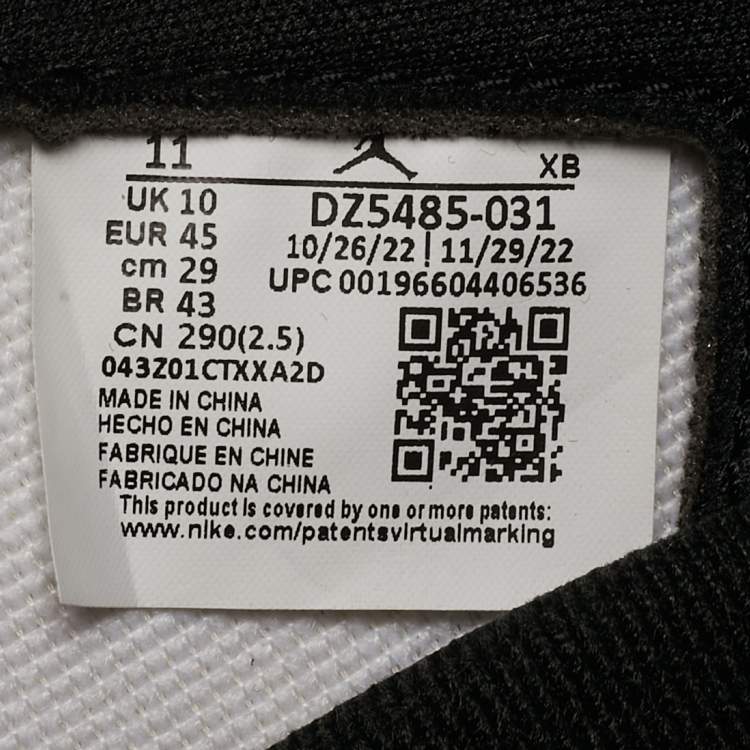 11 XB
UK 10
EUR 45
cm 29
BR 43
CN 290(2.5)
DZ5485-031
10/26/22 | 11/29/22
UPC 00196604406536
043Z01CTXXA2D
MADE IN CHINA
HECHO EN CHINA
FABRIQUE EN CHINE
FABRICADO NA CHINA
This product is covered by one or more patents:
www.nike.com/patentsvirtualmarking